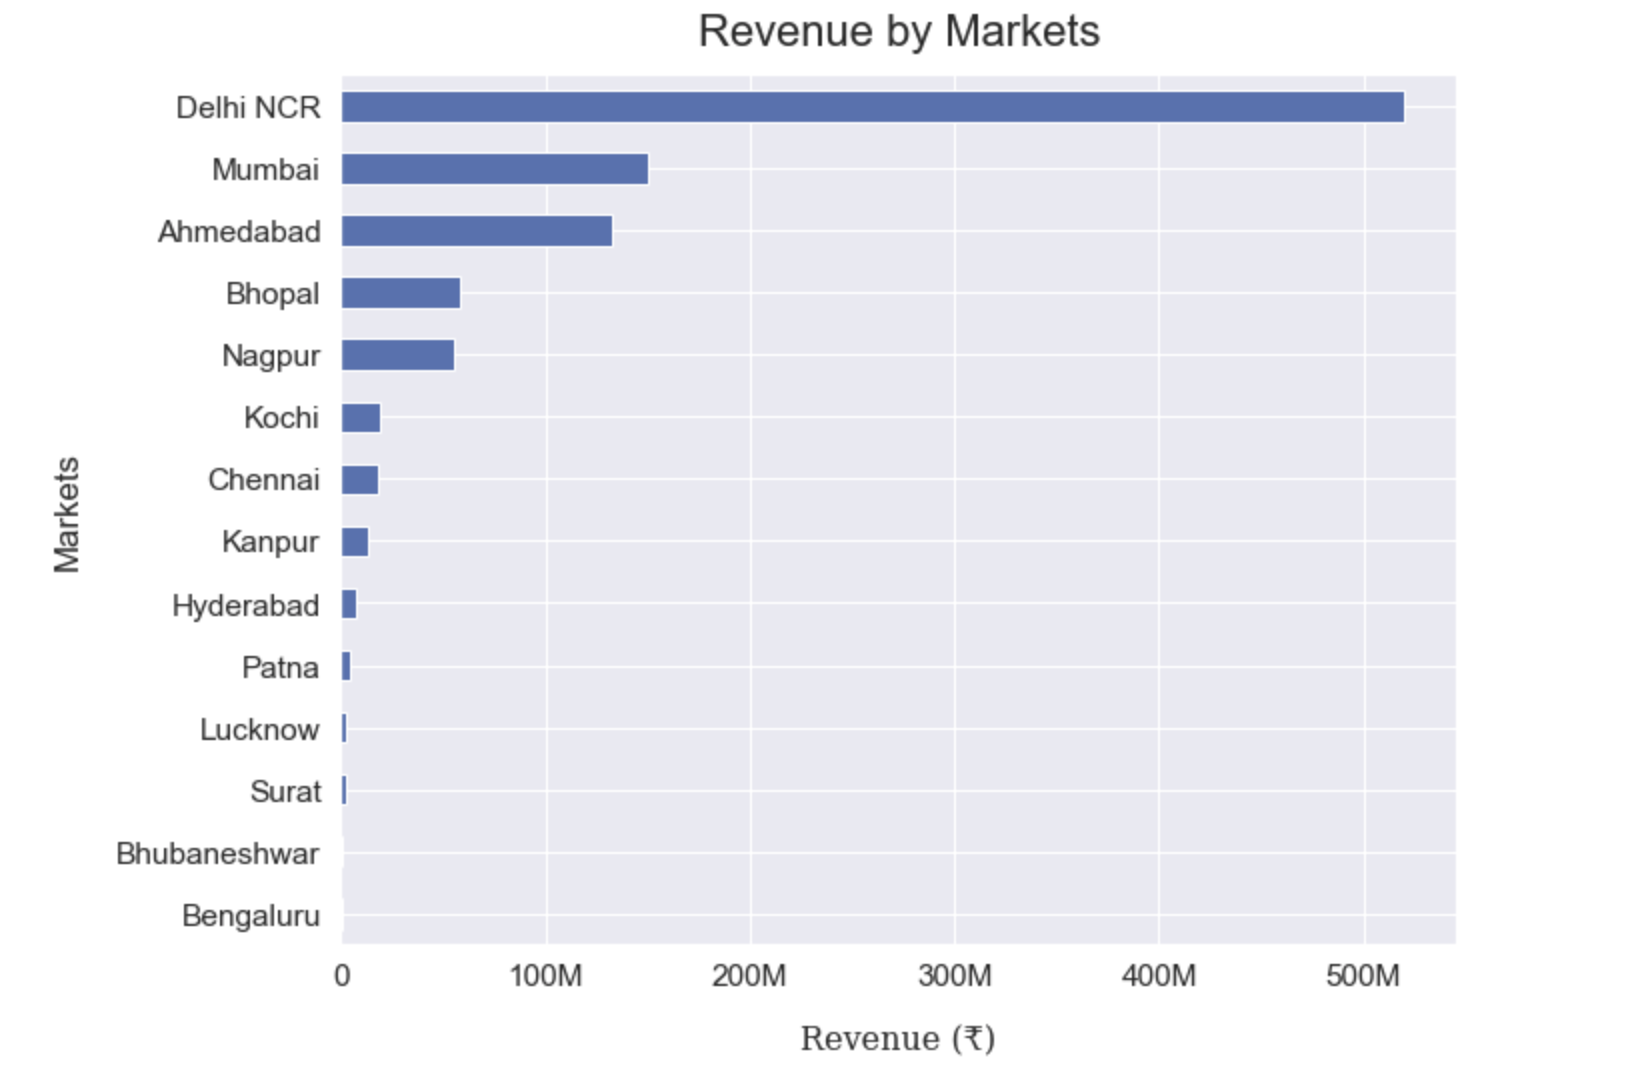 Revenue by Markets
Delhi NCR
Mumbai
Ahmedabad
Bhopal
Nagpur
Kochi
Chennai
Kanpur
Hyderabad
Patna
Lucknow
Surat
Bhubaneshwar
Bengaluru
Markets
0 100M 200M 300M 400M 500M
Revenue (₹)